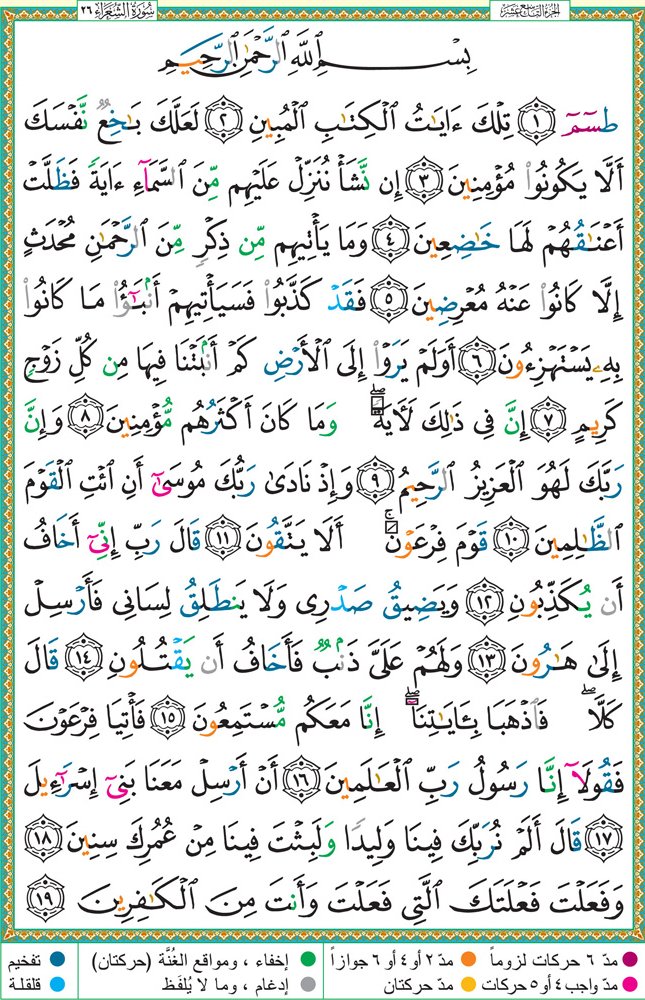 سُورَةُ الشُّعَرَاءِ ٢٦ الجزء التاسع عشر
بِسْمِ ٱللَّهِ ٱلرَّحْمَٰنِ ٱلرَّحِيمِ
طسٓمٓ ۝١ تِلْكَ ءَايَٰتُ ٱلْكِتَٰبِ ٱلْمُبِينِ ۝٢ لَعَلَّكَ بَٰخِعٌ نَّفْسَكَ
أَلَّا يَكُونُوا۟ مُؤْمِنِينَ ۝٣ إِن نَّشَأْ نُنَزِّلْ عَلَيْهِم مِّنَ ٱلسَّمَآءِ ءَايَةً فَظَلَّتْ
أَعْنَٰقُهُمْ لَهَا خَٰضِعِينَ ۝٤ وَمَا يَأْتِيهِم مِّن ذِكْرٍ مِّنَ ٱلرَّحْمَٰنِ مُحْدَثٍ
إِلَّا كَانُوا۟ عَنْهُ مُعْرِضِينَ ۝٥ فَقَدْ كَذَّبُوا۟ فَسَيَأْتِيهِمْ أَنۢبَٰٓؤُا۟ مَا كَانُوا۟
بِهِۦ يَسْتَهْزِءُونَ ۝٦ أَوَلَمْ يَرَوْا۟ إِلَى ٱلْأَرْضِ كَمْ أَنۢبَتْنَا فِيهَا مِن كُلِّ زَوْجٍ
كَرِيمٍ ۝٧ إِنَّ فِى ذَٰلِكَ لَءَايَةً ۖ وَمَا كَانَ أَكْثَرُهُم مُّؤْمِنِينَ ۝٨ وَإِنَّ
رَبَّكَ لَهُوَ ٱلْعَزِيزُ ٱلرَّحِيمُ ۝٩ وَإِذْ نَادَىٰ رَبُّكَ مُوسَىٰٓ أَنِ ٱئْتِ ٱلْقَوْمَ
ٱلظَّٰلِمِينَ ۝١٠ قَوْمَ فِرْعَوْنَ ۚ أَلَا يَتَّقُونَ ۝١١ قَالَ رَبِّ إِنِّىٓ أَخَافُ
أَن يُكَذِّبُونِ ۝١٢ وَيَضِيقُ صَدْرِى وَلَا يَنطَلِقُ لِسَانِى فَأَرْسِلْ
إِلَىٰ هَٰرُونَ ۝١٣ وَلَهُمْ عَلَىَّ ذَنۢبٌ فَأَخَافُ أَن يَقْتُلُونِ ۝١٤ قَالَ
كَلَّا ۖ فَٱذْهَبَا بِـَٔايَٰتِنَآ ۖ إِنَّا مَعَكُم مُّسْتَمِعُونَ ۝١٥ فَأْتِيَا فِرْعَوْنَ
فَقُولَآ إِنَّا رَسُولُ رَبِّ ٱلْعَٰلَمِينَ ۝١٦ أَنْ أَرْسِلْ مَعَنَا بَنِىٓ إِسْرَٰٓءِيلَ
۝١٧ قَالَ أَلَمْ نُرَبِّكَ فِينَا وَلِيدًا وَلَبِثْتَ فِينَا مِنْ عُمُرِكَ سِنِينَ ۝١٨
وَفَعَلْتَ فَعْلَتَكَ ٱلَّتِى فَعَلْتَ وَأَنتَ مِنَ ٱلْكَٰفِرِينَ ۝١٩
مدّ ٦ حركات لزوماً مدّ ٢ أو ٤ أو ٦ جوازاً إخفاء ، ومواقع الغُنَّة (حركتان) تفخيم
مدّ واجب ٤ أو ٥ حركات مدّ حركتان إدغام ، وما لا يُلفَظ قلقلة